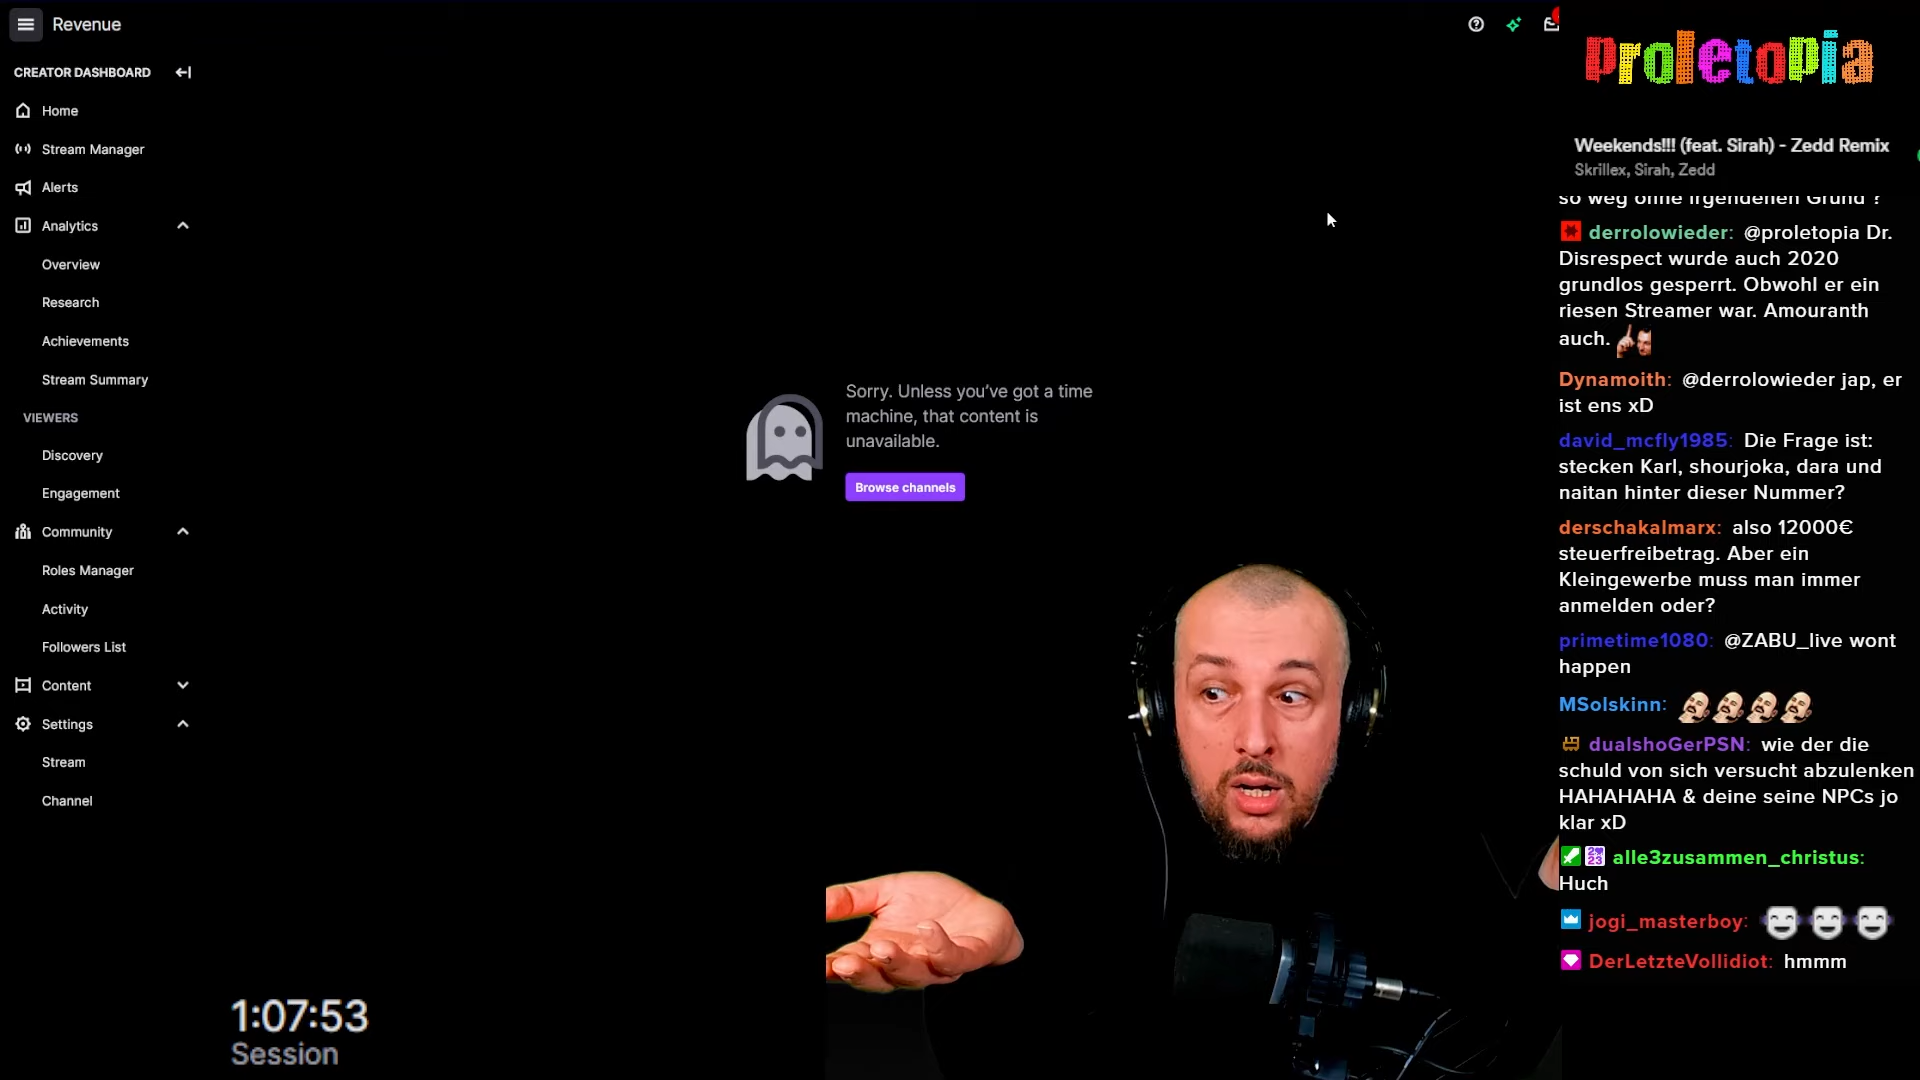 Revenue
CREATOR DASHBOARD
Home
Stream Manager
Alerts
Analytics
Overview
Research
Achievements
Stream Summary
VIEWERS
Discovery
Engagement
Community
Roles Manager
Activity
Followers List
Content
Settings
Stream
Channel
Sorry. Unless you’ve got a time
machine, that content is
unavailable.
Browse channels
1:07:53
Session
proletopia
Weekends!!! (feat. Sirah) - Zedd Remix
Skrillex, Sirah, Zedd
so weg ohne irgendenen Grund ?
derrolowieder: @proletopia Dr.
Disrespect wurde auch 2020
grundlos gesperrt. Obwohl er ein
riesen Streamer war. Amouranth
auch.
Dynamoith: @derrolowieder jap, er
ist ens xD
david_mcfly1985: Die Frage ist:
stecken Karl, shourjoka, dara und
naitan hinter dieser Nummer?
derschakalmarx: also 12000€
steuerfreibetrag. Aber ein
Kleingewerbe muss man immer
anmelden oder?
primetime1080: @ZABU_live wont
happen
MSolskinn:
dualshoGerPSN: wie der die
schuld von sich versucht abzulenken
HAHAHAHA & deine seine NPCs jo
klar xD
2023 alle3zusammen_christus:
Huch
jogi_masterboy:
DerLetzteVollidiot: hmmm